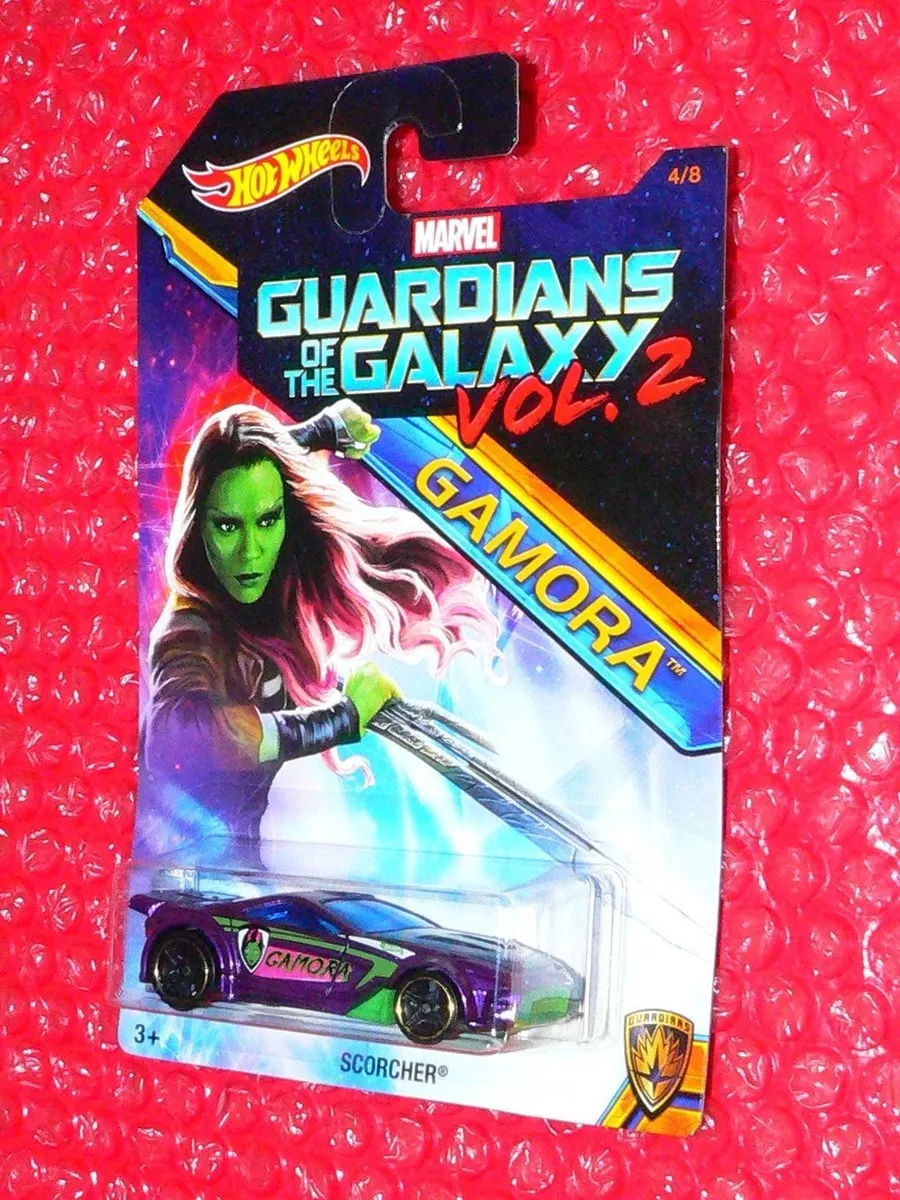 HOT WHEELS
4/8
MARVEL
GUARDIANS
OF THE GALAXY
VOL. 2
GAMORA™
GAMORA
3+
SCORCHER®
GUARDIANS